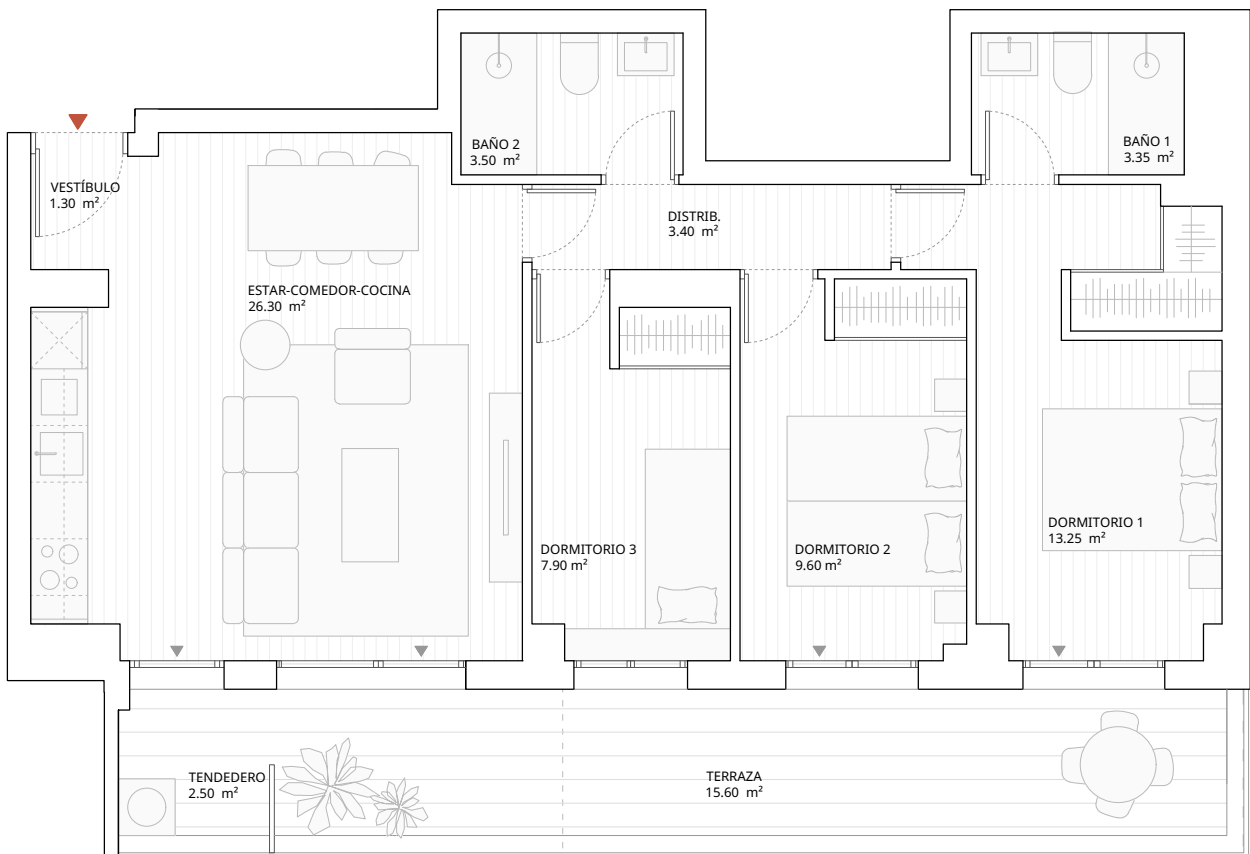 BAÑO 2
3.50 m²
BAÑO 1
3.35 m²
VESTÍBULO
1.30 m²
DISTRIB.
3.40 m²
ESTAR-COMEDOR-COCINA
26.30 m²
DORMITORIO 3
7.90 m²
DORMITORIO 2
9.60 m²
DORMITORIO 1
13.25 m²
TENDEDERO
2.50 m²
TERRAZA
15.60 m²